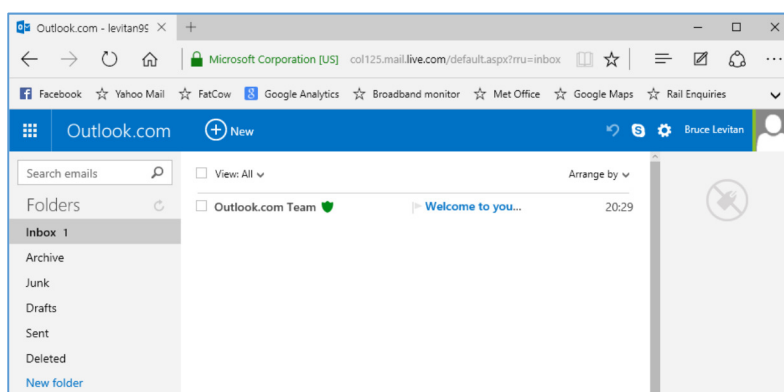 Outlook.com - levitan99
Microsoft Corporation [US] col125.mail.live.com/default.aspx?rru=inbox
Facebook Yahoo Mail FatCow Google Analytics Broadband monitor Met Office Google Maps Rail Enquiries
Outlook.com New Bruce Levitan
Search emails View: All Arrange by
Folders
Outlook.com Team Welcome to you... 20:29
Inbox 1
Archive
Junk
Drafts
Sent
Deleted
New folder